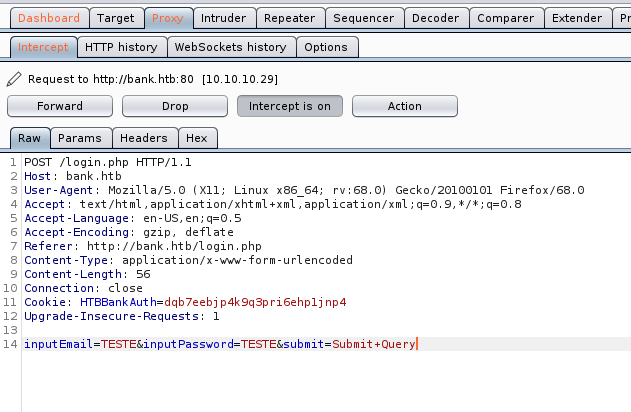 Dashboard Target Proxy Intruder Repeater Sequencer Decoder Comparer Extender
Intercept HTTP history WebSockets history Options
Request to http://bank.htb:80 [10.10.10.29]
Forward Drop Intercept is on Action
Raw Params Headers Hex
1 POST /login.php HTTP/1.1
2 Host: bank.htb
3 User-Agent: Mozilla/5.0 (X11; Linux x86_64; rv:68.0) Gecko/20100101 Firefox/68.0
4 Accept: text/html,application/xhtml+xml,application/xml;q=0.9,*/*;q=0.8
5 Accept-Language: en-US,en;q=0.5
6 Accept-Encoding: gzip, deflate
7 Referer: http://bank.htb/login.php
8 Content-Type: application/x-www-form-urlencoded
9 Content-Length: 56
10 Connection: close
11 Cookie: HTBBankAuth=dqb7eebjp4k9q3pri6ehp1jnp4
12 Upgrade-Insecure-Requests: 1
13
14 inputEmail=TESTE&inputPassword=TESTE&submit=Submit+Query